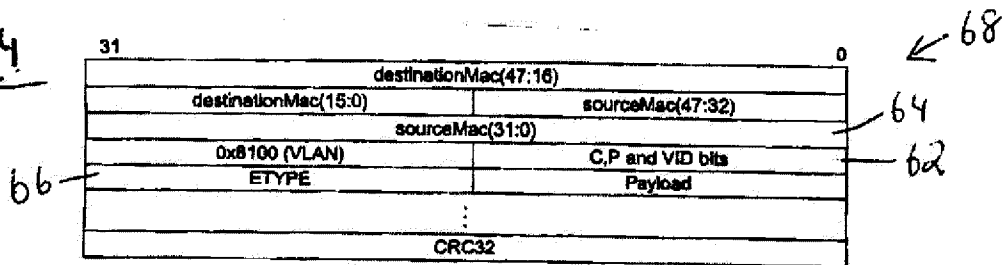 4
68
31 0
destinationMac(47:16)
destinationMac(15:0) sourceMac(47:32)
sourceMac(31:0) 64
0x8100 (VLAN) C,P and VID bits 62
66 ETYPE Payload
CRC32